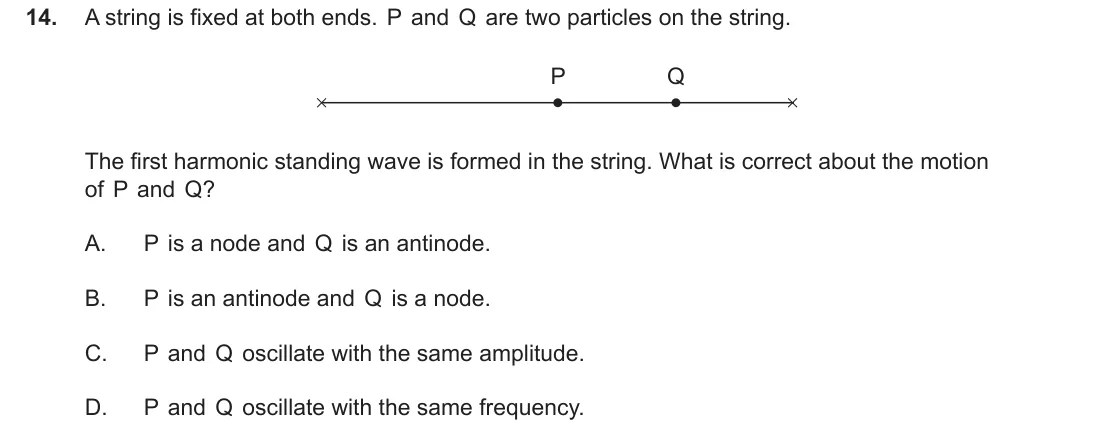 14. A string is fixed at both ends. P and Q are two particles on the string.
P Q
The first harmonic standing wave is formed in the string. What is correct about the motion
of P and Q?
A. P is a node and Q is an antinode.
B. P is an antinode and Q is a node.
C. P and Q oscillate with the same amplitude.
D. P and Q oscillate with the same frequency.